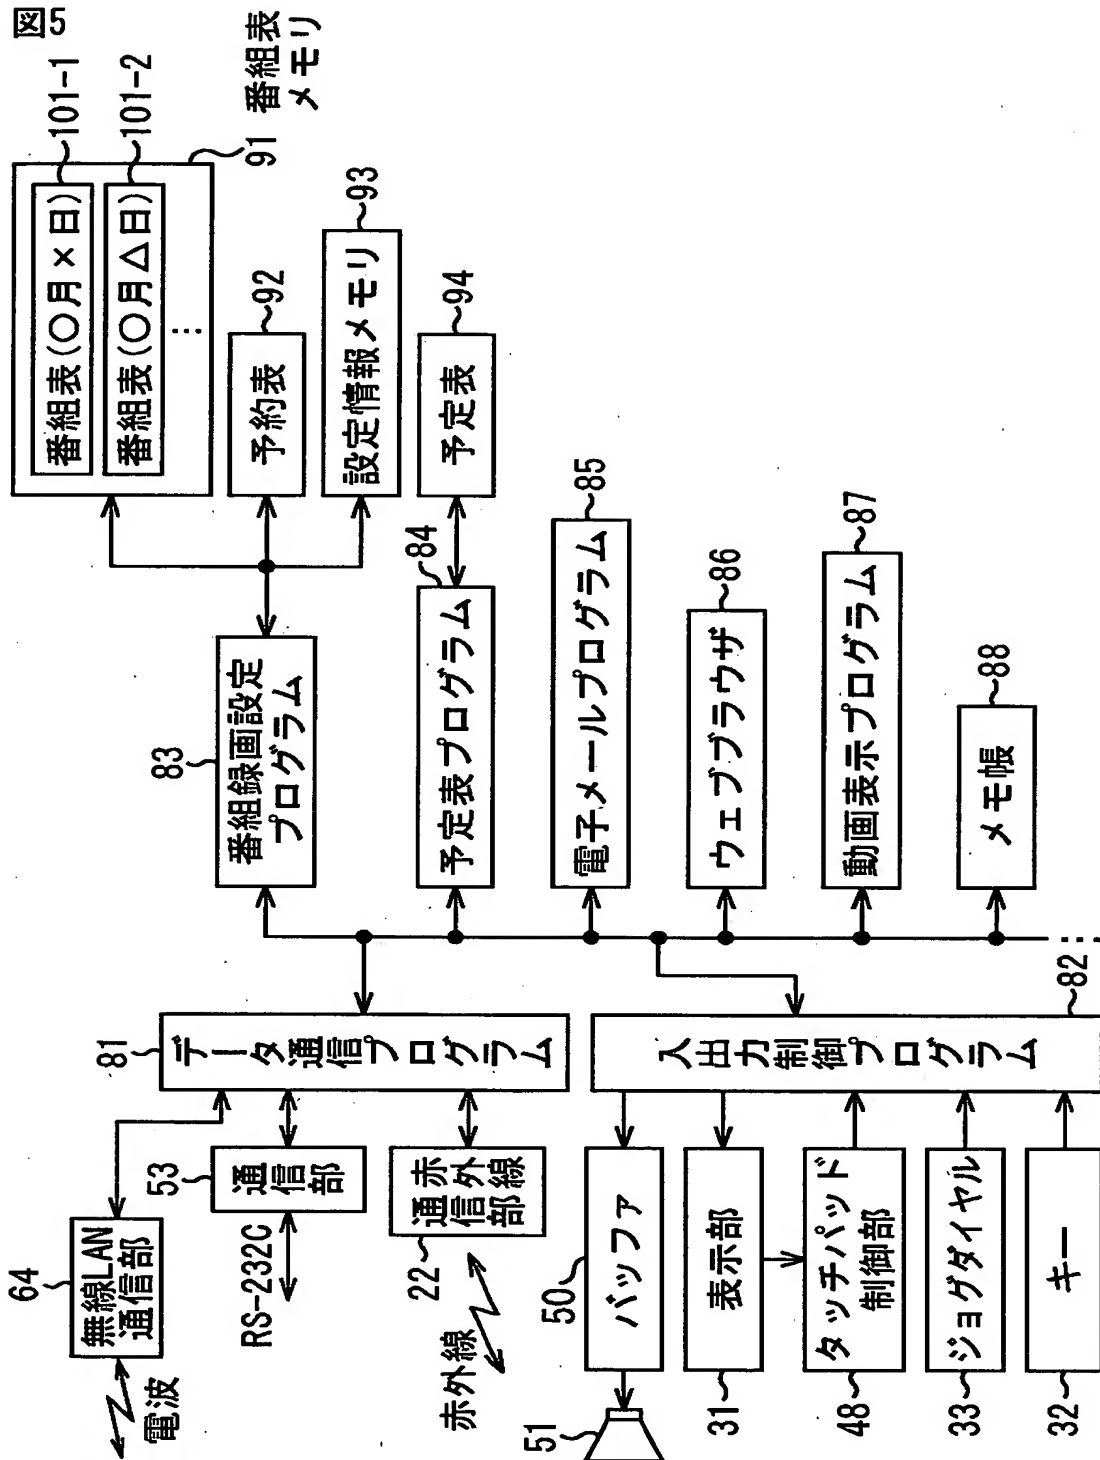 図5
101-1
番組表(○月×日)
101-2
番組表(○月△日)
⋮
91
番組表
メモリ
92
予約表
93
設定情報メモリ
94
予定表
83
番組録画設定
プログラム
84
予定表プログラム
85
電子メールプログラム
86
ウェブブラウザ
87
動画表示プログラム
88
メモ帳
⋮
81
データ通信プログラム
82
入出力制御プログラム
64
無線LAN
通信部
電波
53
通信部
RS-232C
22
赤外線
通信部
赤外線
50
バッファ
51
31
表示部
48
タッチパッド
制御部
33
ジョグダイヤル
32
キー